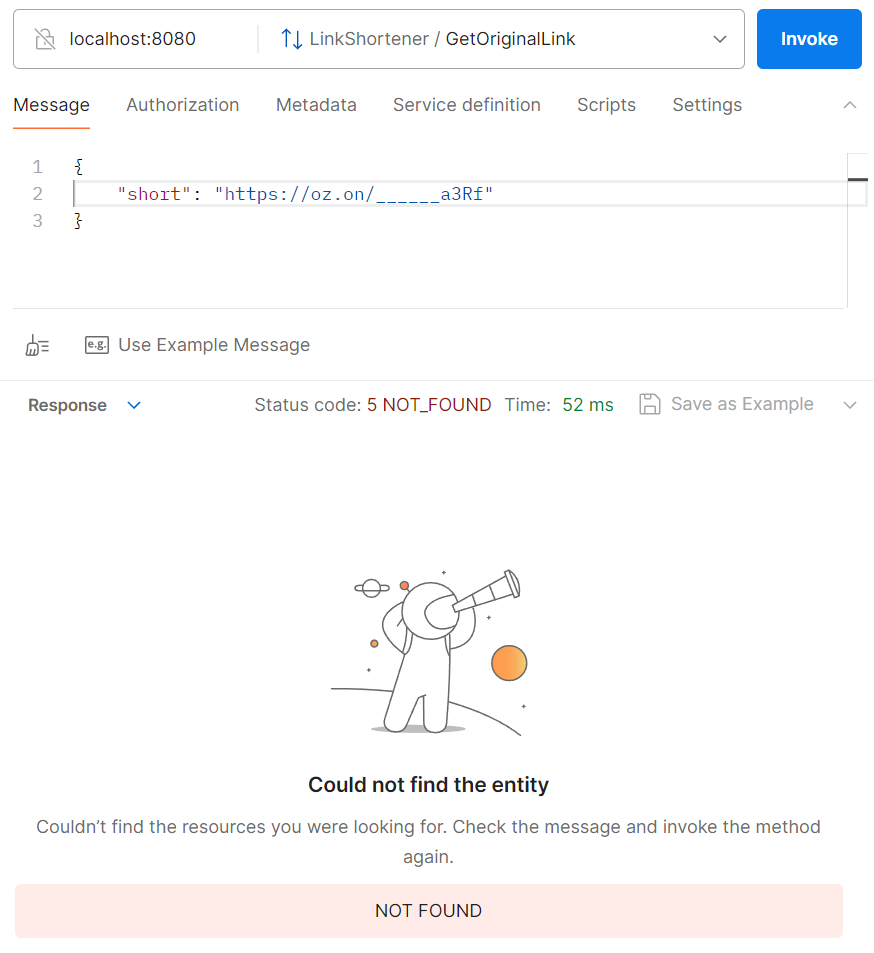 localhost:8080 LinkShortener / GetOriginalLink Invoke
Message Authorization Metadata Service definition Scripts Settings
1 {
2 "short": "https://oz.on/______a3Rf"
3 }
e.g. Use Example Message
Response Status code: 5 NOT_FOUND Time: 52 ms Save as Example
Could not find the entity
Couldn’t find the resources you were looking for. Check the message and invoke the method
again.
NOT FOUND